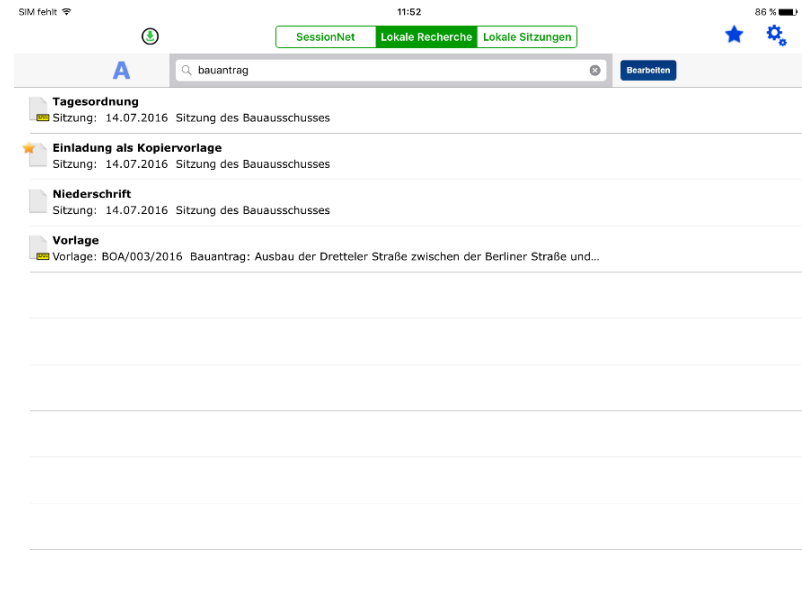 SIM fehlt 11:52 86 %
SessionNet Lokale Recherche Lokale Sitzungen
A bauantrag Bearbeiten
Tagesordnung
Sitzung: 14.07.2016 Sitzung des Bauausschusses
Einladung als Kopiervorlage
Sitzung: 14.07.2016 Sitzung des Bauausschusses
Niederschrift
Sitzung: 14.07.2016 Sitzung des Bauausschusses
Vorlage
Vorlage: BOA/003/2016 Bauantrag: Ausbau der Dretteler Straße zwischen der Berliner Straße und...